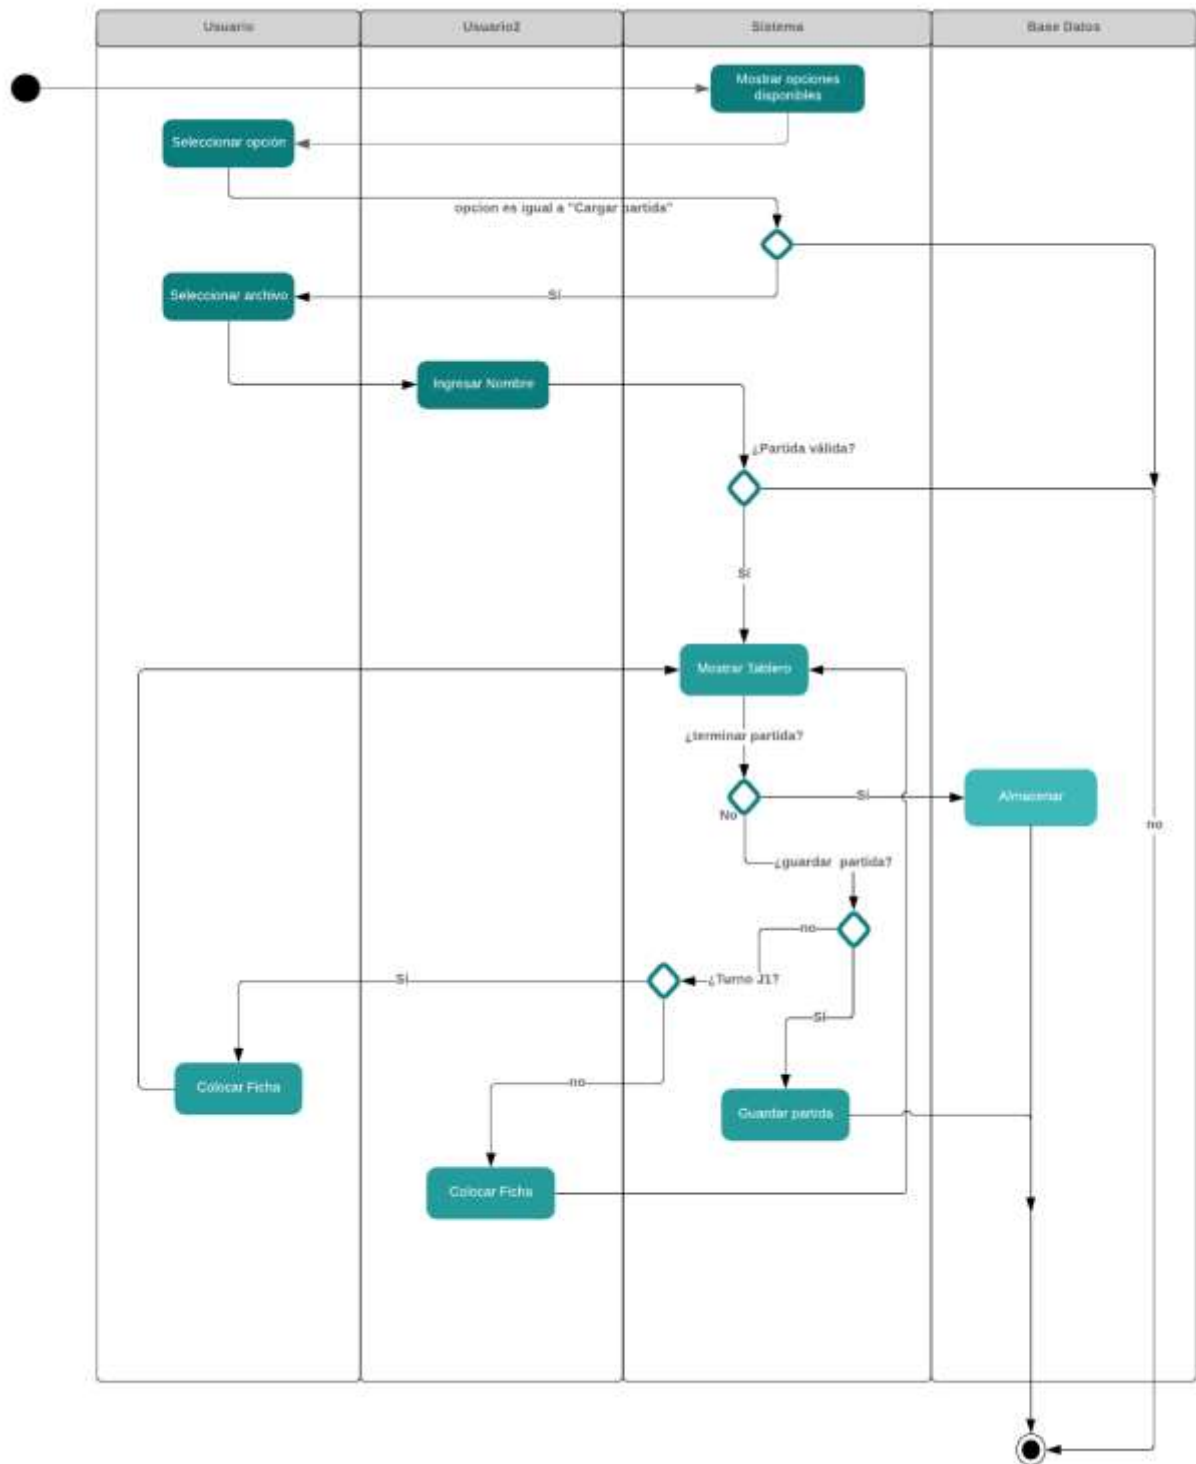 Usuario
Usuario2
Sistema
Base Datos
Mostrar opciones
disponibles
Seleccionar opción
opcion es igual a "Cargar partida"
Seleccionar archivo
Sí
Ingresar Nombre
¿Partida válida?
Sí
Mostrar Tablero
¿terminar partida?
Sí
Almacenar
No
no
¿guardar partida?
no
¿Turno J1?
Sí
Sí
Colocar Ficha
no
Guardar partida
Colocar Ficha